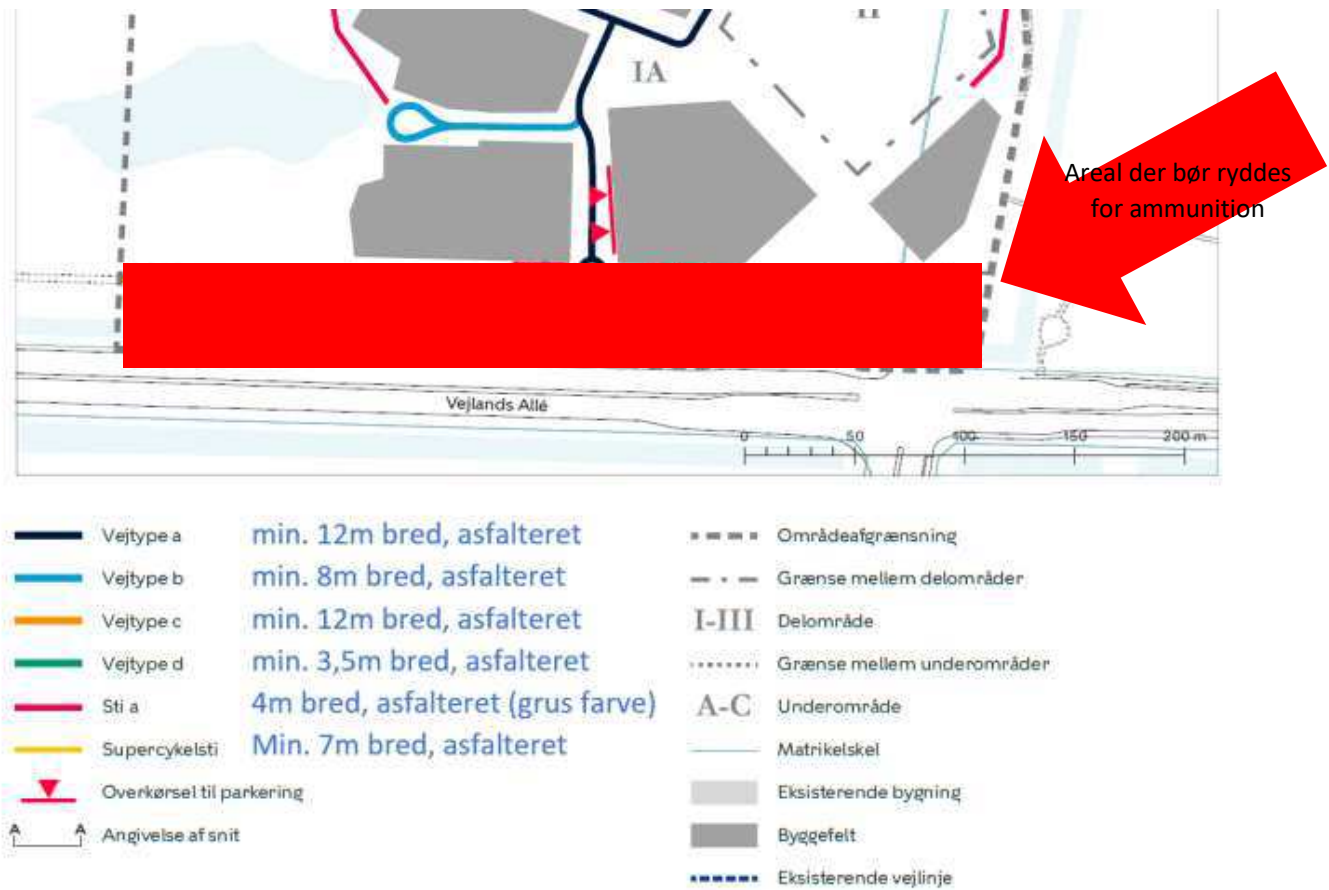 II
IA
Areal der bør ryddes
for ammunition
Vejlands Allé
0 50 100 150 200 m
Vejtype a min. 12m bred, asfalteret
Vejtype b min. 8m bred, asfalteret
Vejtype c min. 12m bred, asfalteret
Vejtype d min. 3,5m bred, asfalteret
Sti a 4m bred, asfalteret (grus farve)
Supercykelsti Min. 7m bred, asfalteret
Overkørsel til parkering
A A Angivelse af snit
Områdeafgrænsning
Grænse mellem delområder
I-III Delområde
Grænse mellem underområder
A-C Underområde
Matrikelskel
Eksisterende bygning
Byggefelt
Eksisterende vejlinje